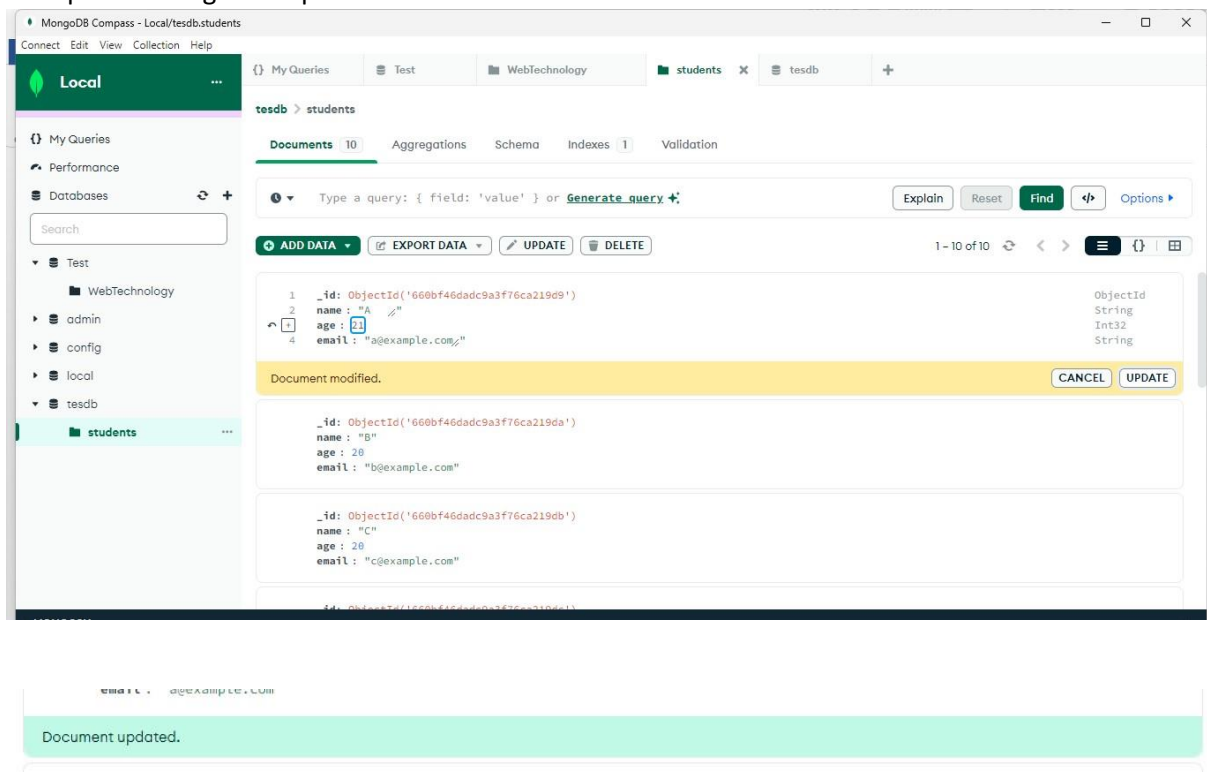 MongoDB Compass - Local/tesdb.students
Connect Edit View Collection Help
Local
{} My Queries
Performance
Databases
Search
Test
WebTechnology
admin
config
local
tesdb
students
{} My Queries Test WebTechnology students tesdb
tesdb > students
Documents 10 Aggregations Schema Indexes 1 Validation
Type a query: { field: 'value' } or Generate query
Explain Reset Find </> Options
ADD DATA EXPORT DATA UPDATE DELETE
1 – 10 of 10 {}
1 _id: ObjectId('660bf46dadc9a3f76ca219d9') ObjectId
2 name : "A" String
age : 21 Int32
4 email : "a@example.com" String
Document modified. CANCEL UPDATE
_id: ObjectId('660bf46dadc9a3f76ca219da')
name : "B"
age : 20
email : "b@example.com"
_id: ObjectId('660bf46dadc9a3f76ca219db')
name : "C"
age : 20
email : "c@example.com"
email : "a@example.com
Document updated.